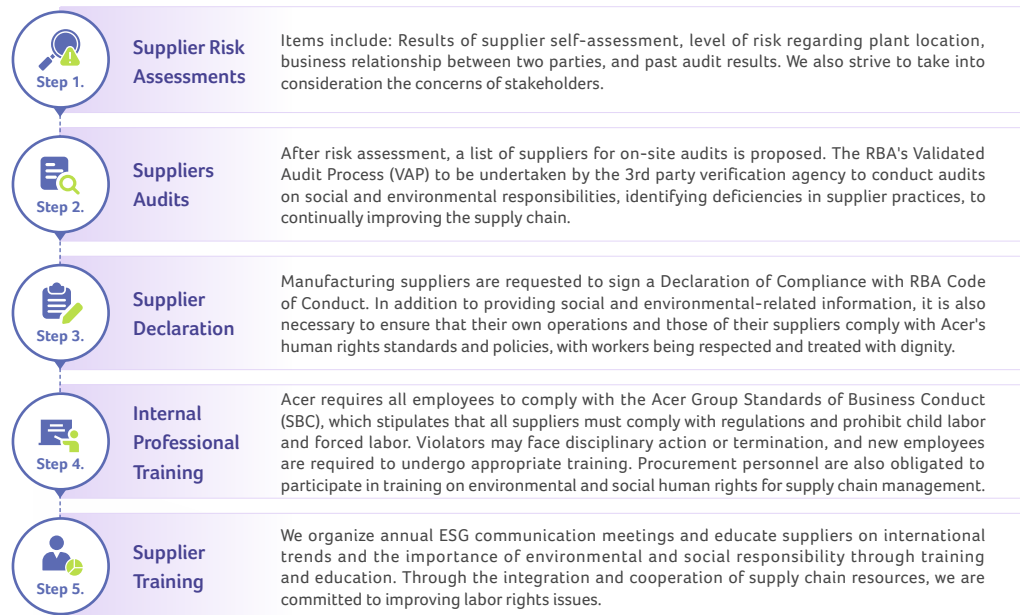 Step 1.
Supplier Risk
Assessments
Items include: Results of supplier self-assessment, level of risk regarding plant location,
business relationship between two parties, and past audit results. We also strive to take into
consideration the concerns of stakeholders.
Step 2.
Suppliers
Audits
After risk assessment, a list of suppliers for on-site audits is proposed. The RBA's Validated
Audit Process (VAP) to be undertaken by the 3rd party verification agency to conduct audits
on social and environmental responsibilities, identifying deficiencies in supplier practices, to
continually improving the supply chain.
Step 3.
Supplier
Declaration
Manufacturing suppliers are requested to sign a Declaration of Compliance with RBA Code
of Conduct. In addition to providing social and environmental-related information, it is also
necessary to ensure that their own operations and those of their suppliers comply with Acer's
human rights standards and policies, with workers being respected and treated with dignity.
Step 4.
Internal
Professional
Training
Acer requires all employees to comply with the Acer Group Standards of Business Conduct
(SBC), which stipulates that all suppliers must comply with regulations and prohibit child labor
and forced labor. Violators may face disciplinary action or termination, and new employees
are required to undergo appropriate training. Procurement personnel are also obligated to
participate in training on environmental and social human rights for supply chain management.
Step 5.
Supplier
Training
We organize annual ESG communication meetings and educate suppliers on international
trends and the importance of environmental and social responsibility through training
and education. Through the integration and cooperation of supply chain resources, we are
committed to improving labor rights issues.